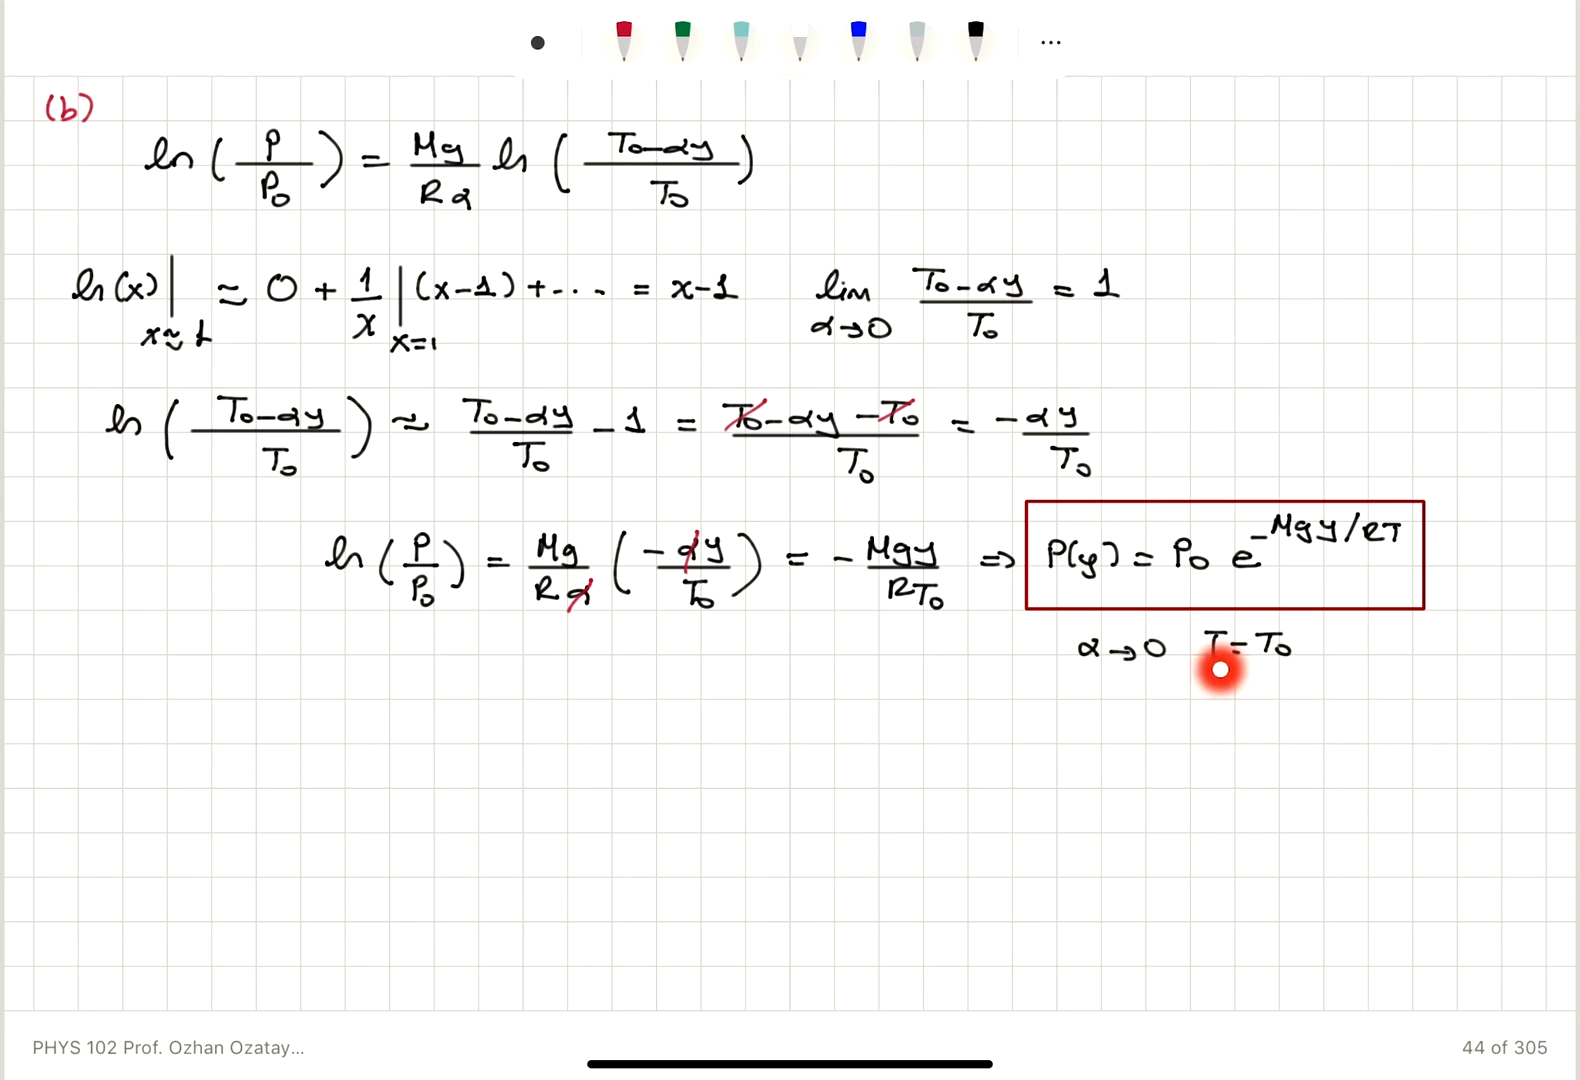 (b)
ln(P/P₀) = Mg/Rα ln(T₀-αy/T₀)
ln(x)|x≈1 ≈ 0 + 1/x|x=1 (x-1) + ... = x-1 lim α→0 T₀-αy/T₀ = 1
ln(T₀-αy/T₀) ≈ T₀-αy/T₀ - 1 = T₀-αy-T₀/T₀ = -αy/T₀
ln(P/P₀) = Mg/Rα (-αy/T₀) = - Mgy/RT₀ ⇒ P(y) = P₀ e^-Mgy/RT
α→0 T = T₀
PHYS 102 Prof. Ozhan Ozatay...
44 of 305